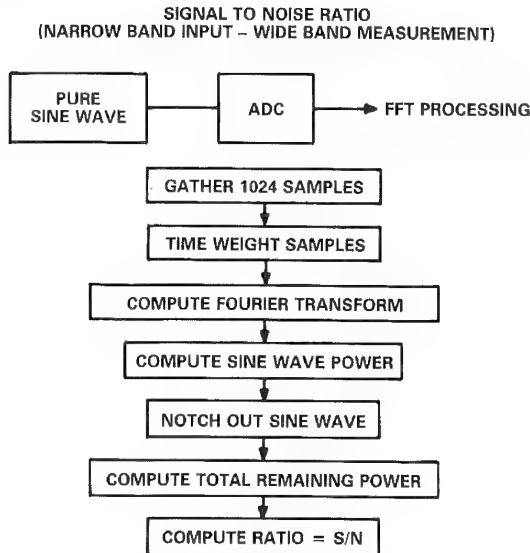 SIGNAL TO NOISE RATIO
(NARROW BAND INPUT – WIDE BAND MEASUREMENT)
PURE
SINE WAVE
ADC
FFT PROCESSING
GATHER 1024 SAMPLES
TIME WEIGHT SAMPLES
COMPUTE FOURIER TRANSFORM
COMPUTE SINE WAVE POWER
NOTCH OUT SINE WAVE
COMPUTE TOTAL REMAINING POWER
COMPUTE RATIO = S/N